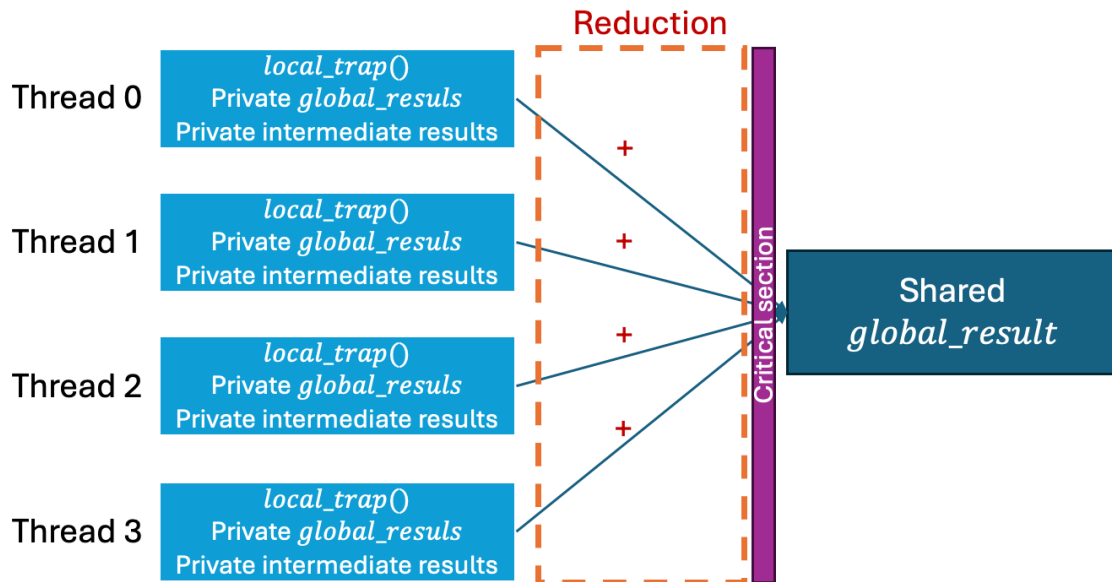 Reduction
Thread 0
local_trap()
Private global_resuls
Private intermediate results
Thread 1
local_trap()
Private global_resuls
Private intermediate results
Thread 2
local_trap()
Private global_resuls
Private intermediate results
Thread 3
local_trap()
Private global_resuls
Private intermediate results
+
+
+
+
Critical section
Shared
global_result